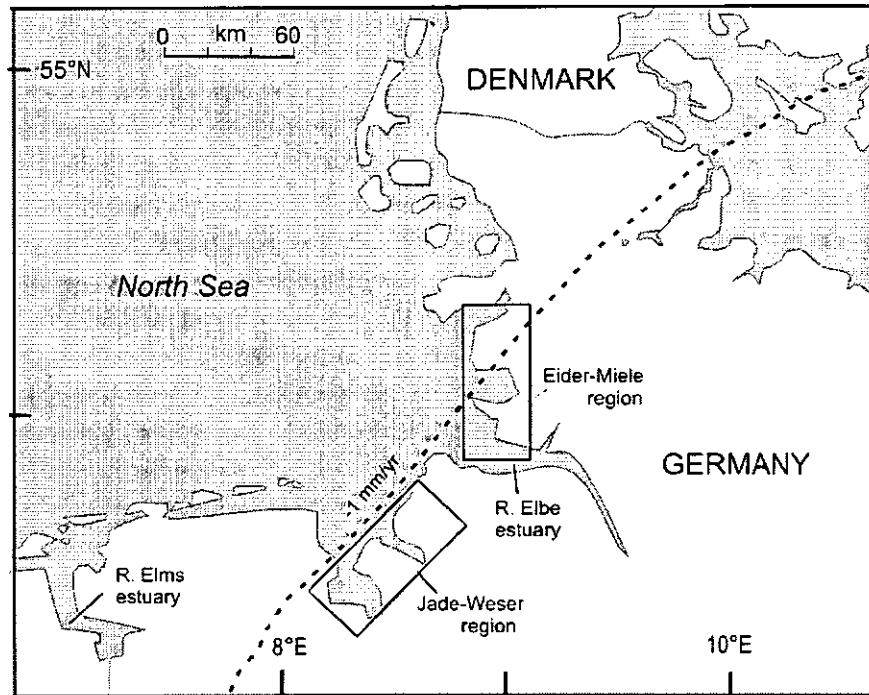 0 km 60
55°N
DENMARK
North Sea
Eider-Miele
region
-1 mm/yr
GERMANY
R. Elbe
estuary
R. Elms
estuary
Jade-Weser
region
8°E
10°E